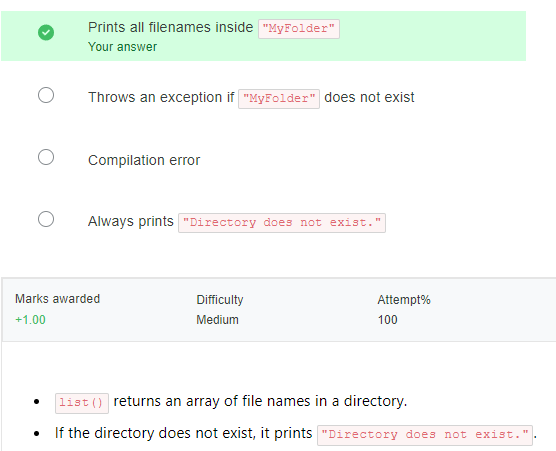 Prints all filenames inside "MyFolder"
Your answer
Throws an exception if "MyFolder" does not exist
Compilation error
Always prints "Directory does not exist."
Marks awarded Difficulty Attempt%
+1.00 Medium 100
list() returns an array of file names in a directory.
If the directory does not exist, it prints "Directory does not exist.".